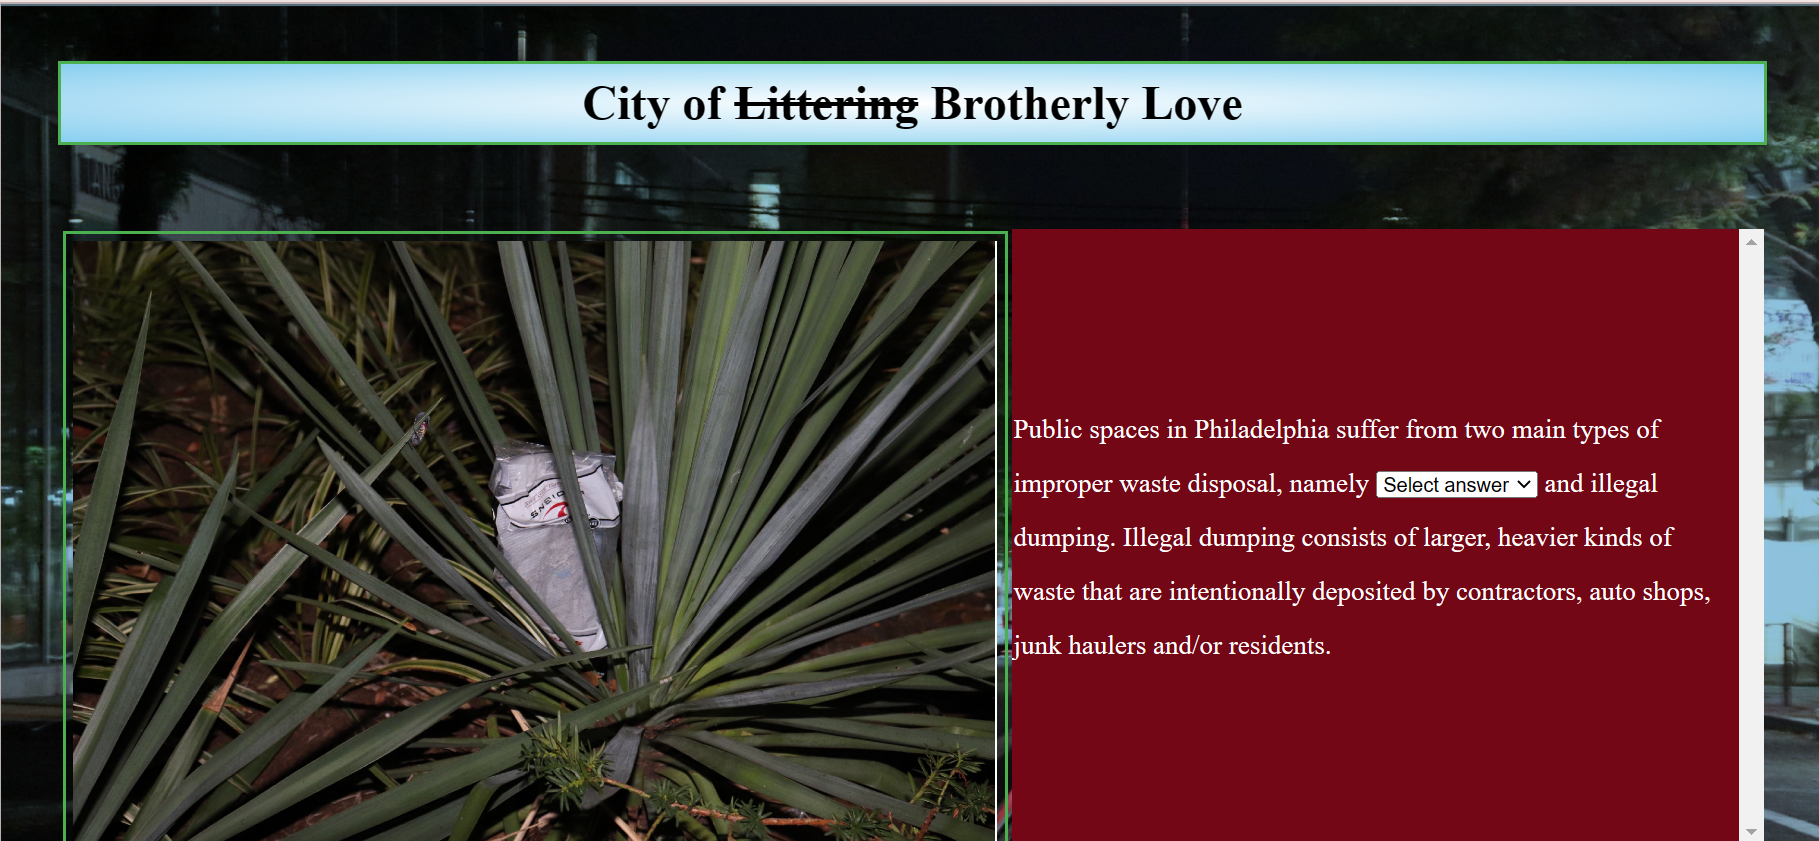 City of Littering Brotherly Love
Public spaces in Philadelphia suffer from two main types of
improper waste disposal, namely Select answer and illegal
dumping. Illegal dumping consists of larger, heavier kinds of
waste that are intentionally deposited by contractors, auto shops,
junk haulers and/or residents.